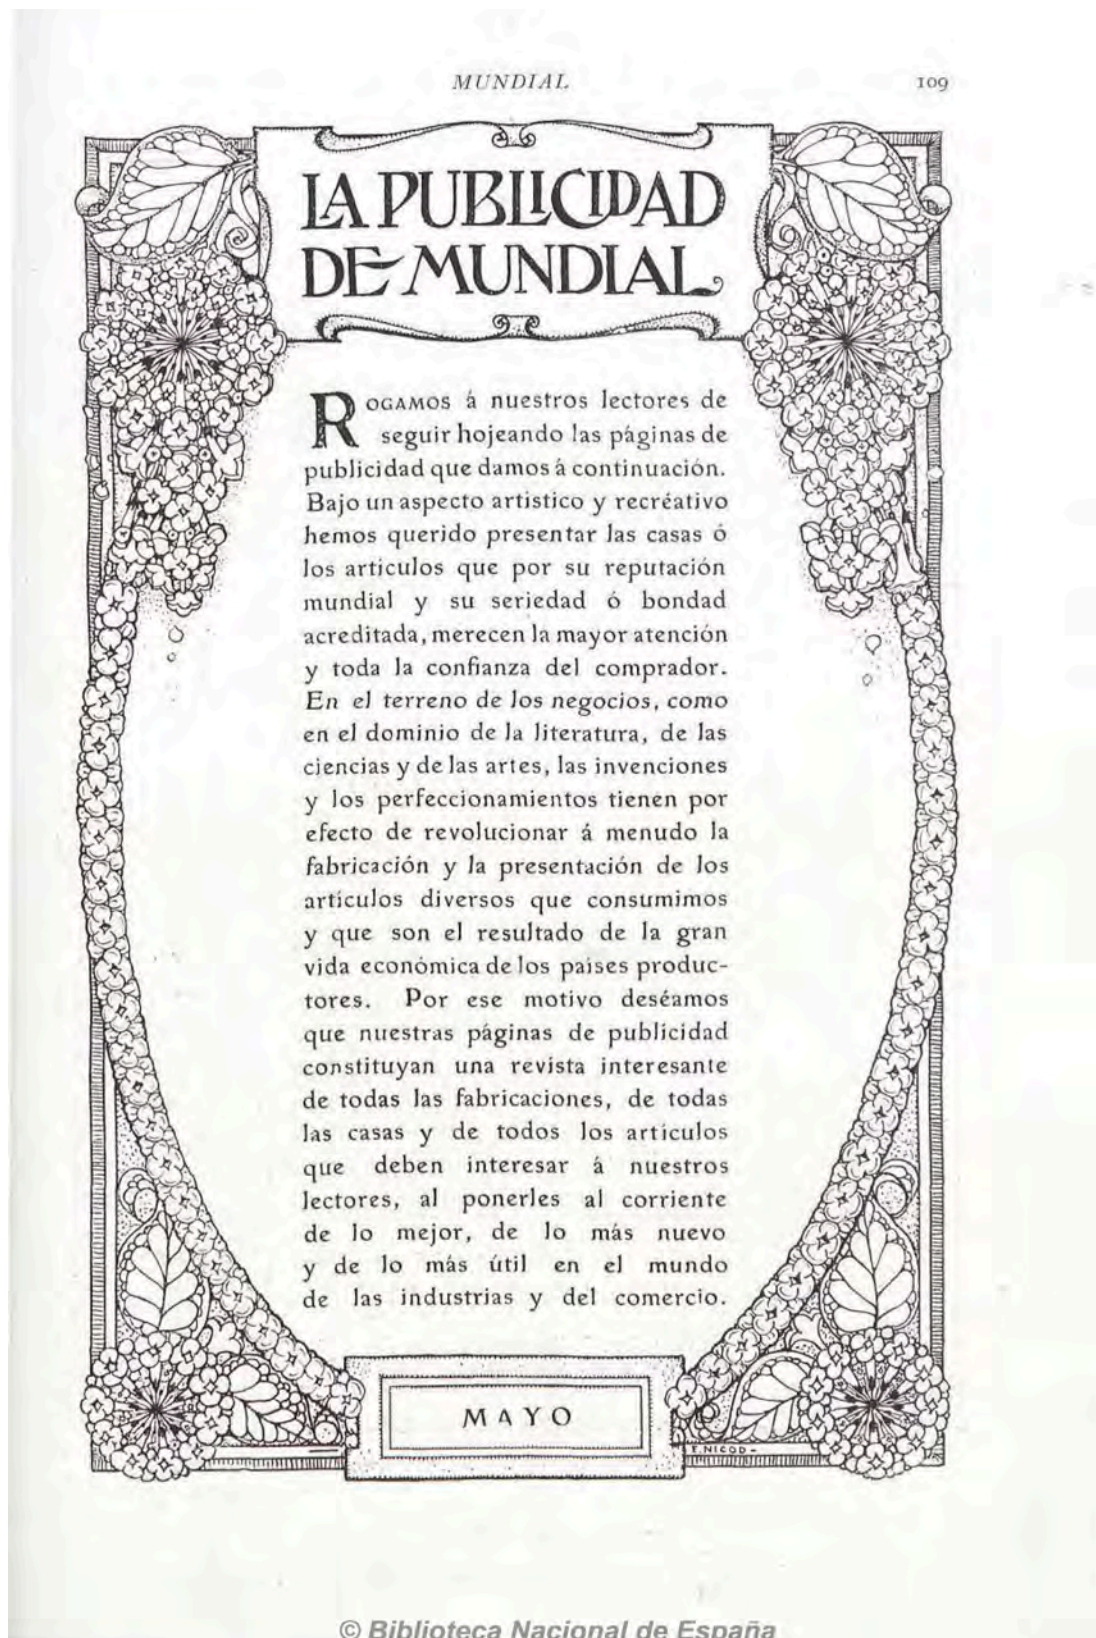 MUNDIAL 109
LA PUBLICIDAD
DE MUNDIAL
ROGAMOS á nuestros lectores de
seguir hojeando las páginas de
publicidad que damos á continuación.
Bajo un aspecto artistico y recréativo
hemos querido presentar las casas ó
los articulos que por su reputación
mundial y su seriedad ó bondad
acreditada, merecen la mayor atención
y toda la confianza del comprador.
En el terreno de los negocios, como
en el dominio de la literatura, de las
ciencias y de las artes, las invenciones
y los perfeccionamientos tienen por
efecto de revolucionar á menudo la
fabricación y la presentación de los
artículos diversos que consumimos
y que son el resultado de la gran
vida económica de los países produc-
tores. Por ese motivo deséamos
que nuestras páginas de publicidad
constituyan una revista interesante
de todas las fabricaciones, de todas
las casas y de todos los artículos
que deben interesar á nuestros
lectores, al ponerles al corriente
de lo mejor, de lo más nuevo
y de lo más útil en el mundo
de las industrias y del comercio.
MAYO
E. NICOD -
© Biblioteca Nacional de España